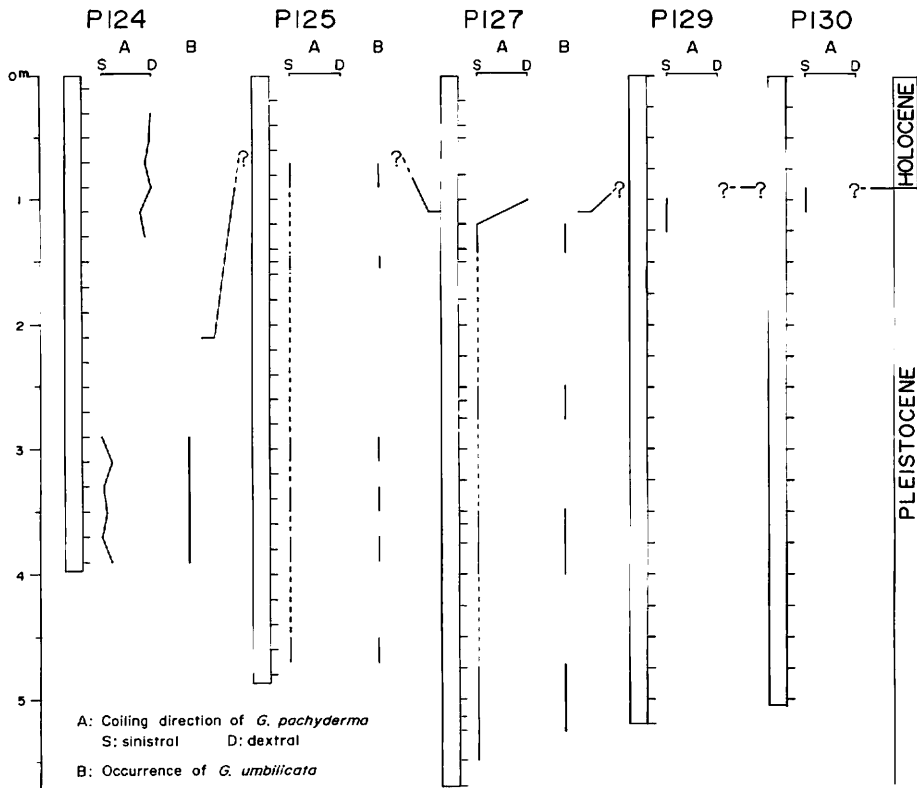 P124 P125 P127 P129 P130
A B A B A B A A
S D S D S D S D S D
0m
HOLOCENE
? ? ? ?--? ?
1
2
PLEISTOCENE
3
4
5
A: Coiling direction of G. pachyderma
S: sinistral D: dextral
B: Occurrence of G. umbilicata